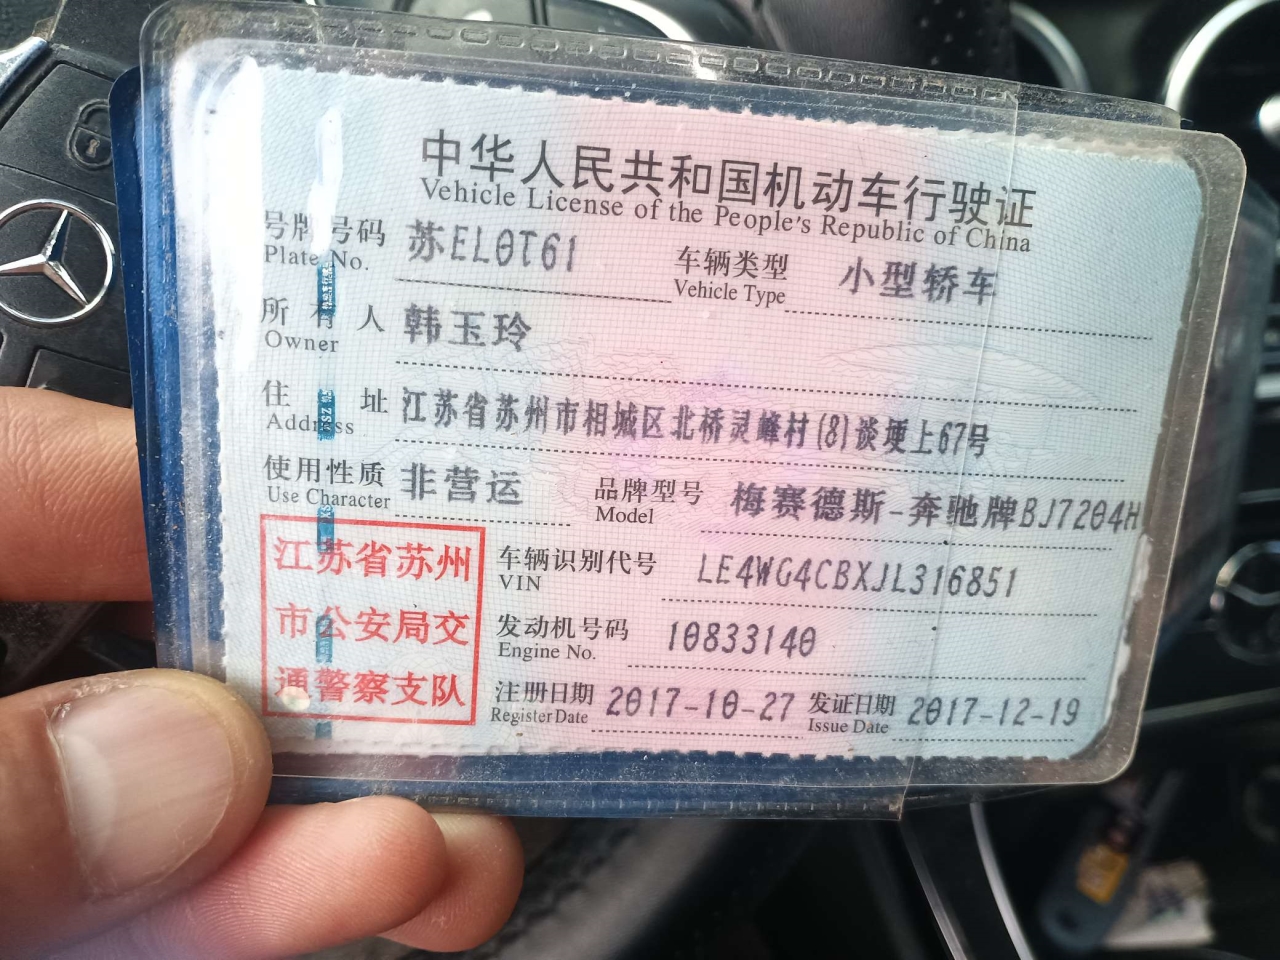 中华人民共和国机动车行驶证
Vehicle License of the People's Republic of China
号牌号码 苏EL0T61 车辆类型 小型轿车
Plate No. Vehicle Type
所有人 韩玉玲
Owner
住址 江苏省苏州市相城区北桥灵峰村(8)淡埂上67号
Address
使用性质 非营运 品牌型号 梅赛德斯-奔驰牌BJ7204H
Use Character Model
江苏省苏州
市公安局交
通警察支队
车辆识别代号 LE4WG4CBXJL316851
VIN
发动机号码 10833140
Engine No.
注册日期 2017-10-27 发证日期 2017-12-19
Register Date Issue Date